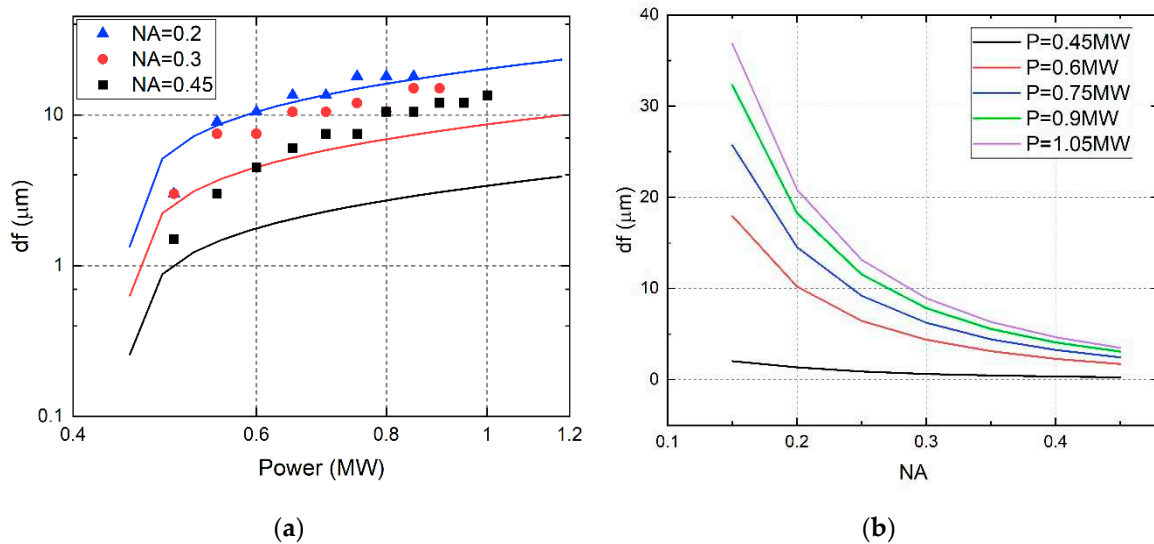 NA=0.2
NA=0.3
NA=0.45
10
1
0.1
df (μm)
0.4
0.6
0.8
1
1.2
Power (MW)
(a)
40
30
20
10
0
df (μm)
P=0.45MW
P=0.6MW
P=0.75MW
P=0.9MW
P=1.05MW
0.1
0.2
0.3
0.4
NA
(b)